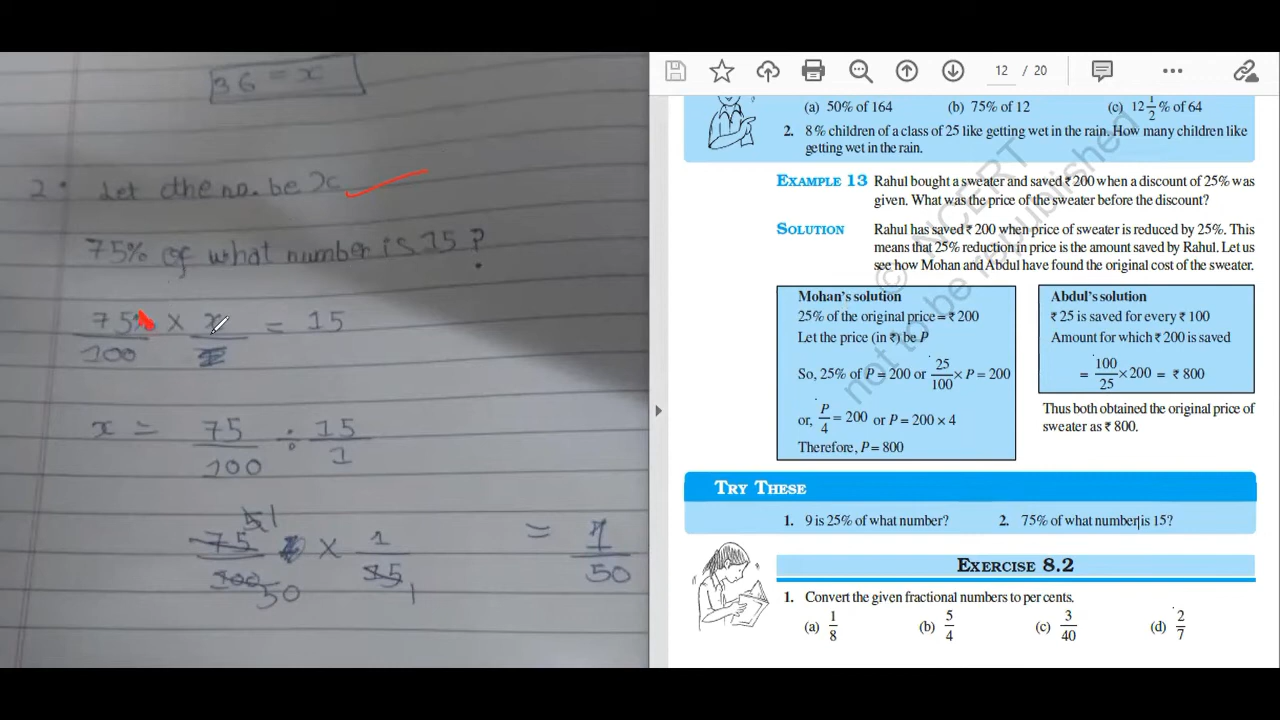 36 = x
2. Let the no. be x
75% of what number is 15?
75% × x = 15
100
x = 75 ÷ 15
100 1
51
75 × 1 = 1
100 50 15 1 50
12 / 20
(a) 50% of 164 (b) 75% of 12 (c) 12 1/2 % of 64
2. 8% children of a class of 25 like getting wet in the rain. How many children like
getting wet in the rain.
EXAMPLE 13 Rahul bought a sweater and saved ₹ 200 when a discount of 25% was
given. What was the price of the sweater before the discount?
SOLUTION Rahul has saved ₹ 200 when price of sweater is reduced by 25%. This
means that 25% reduction in price is the amount saved by Rahul. Let us
see how Mohan and Abdul have found the original cost of the sweater.
Mohan's solution
25% of the original price = ₹ 200
Let the price (in ₹) be P
So, 25% of P = 200 or 25/100 × P = 200
or, P/4 = 200 or P = 200 × 4
Therefore, P = 800
Abdul's solution
₹ 25 is saved for every ₹ 100
Amount for which ₹ 200 is saved
= 100/25 × 200 = ₹ 800
Thus both obtained the original price of
sweater as ₹ 800.
TRY THESE
1. 9 is 25% of what number? 2. 75% of what number is 15?
EXERCISE 8.2
1. Convert the given fractional numbers to per cents.
(a) 1/8 (b) 5/4 (c) 3/40 (d) 2/7
© NCERT
not to be republished